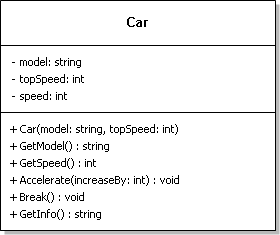 Car
- model: string
- topSpeed: int
- speed: int
+ Car(model: string, topSpeed: int)
+ GetModel() : string
+ GetSpeed() : int
+ Accelerate(increaseBy: int) : void
+ Break() : void
+ GetInfo() : string